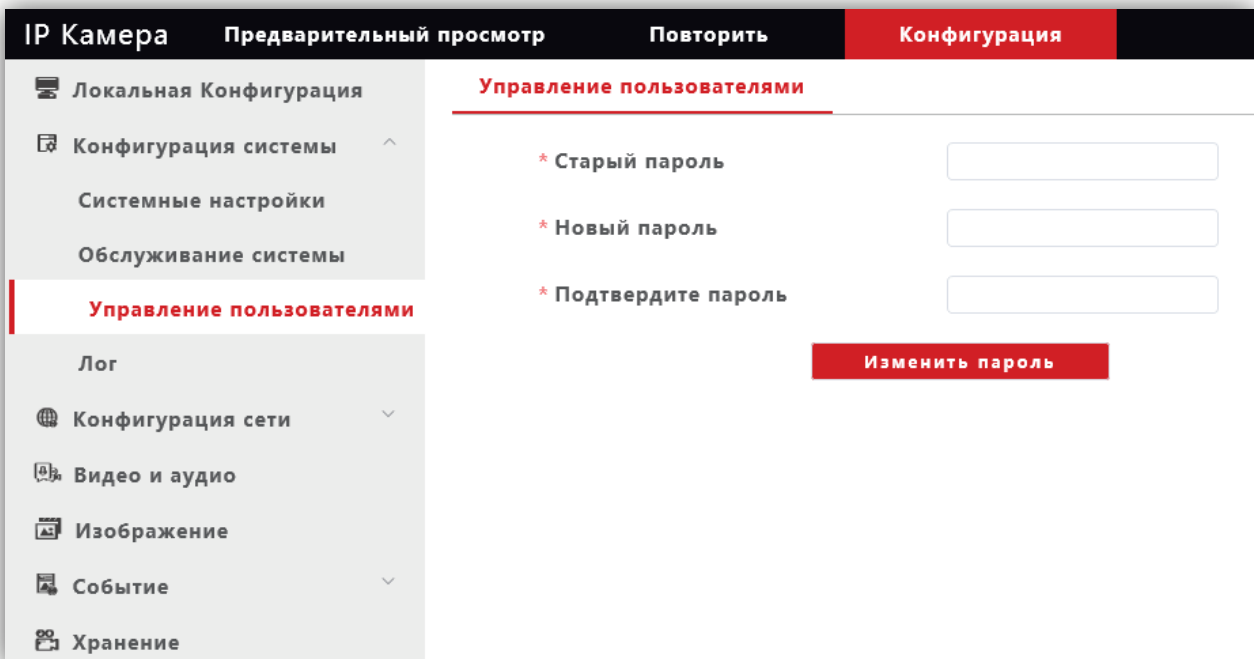 IP Камера Предварительный просмотр Повторить Конфигурация
Локальная Конфигурация
Конфигурация системы
Системные настройки
Обслуживание системы
Управление пользователями
Лог
Конфигурация сети
Видео и аудио
Изображение
Событие
Хранение
Управление пользователями
* Старый пароль
* Новый пароль
* Подтвердите пароль
Изменить пароль